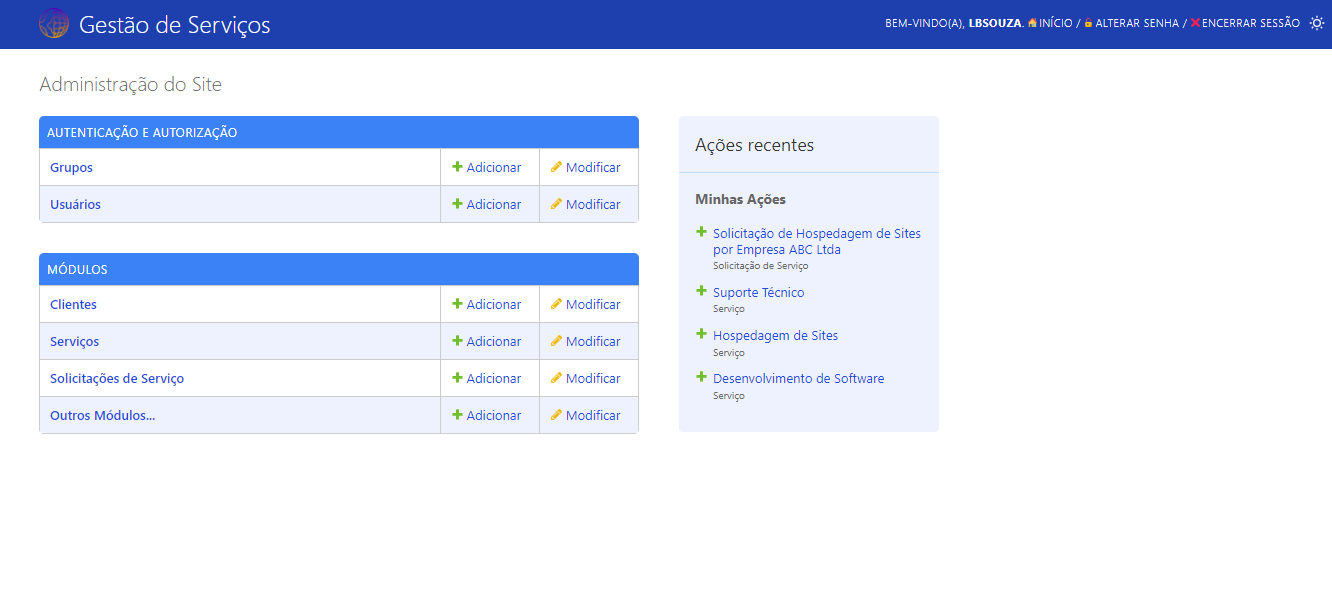 Gestão de Serviços
BEM-VINDO(A), LBSOUZA. INÍCIO / ALTERAR SENHA / ENCERRAR SESSÃO
Administração do Site
AUTENTICAÇÃO E AUTORIZAÇÃO
Grupos Adicionar Modificar
Usuários Adicionar Modificar
MÓDULOS
Clientes Adicionar Modificar
Serviços Adicionar Modificar
Solicitações de Serviço Adicionar Modificar
Outros Módulos... Adicionar Modificar
Ações recentes
Minhas Ações
Solicitação de Hospedagem de Sites
por Empresa ABC Ltda
Solicitação de Serviço
Suporte Técnico
Serviço
Hospedagem de Sites
Serviço
Desenvolvimento de Software
Serviço